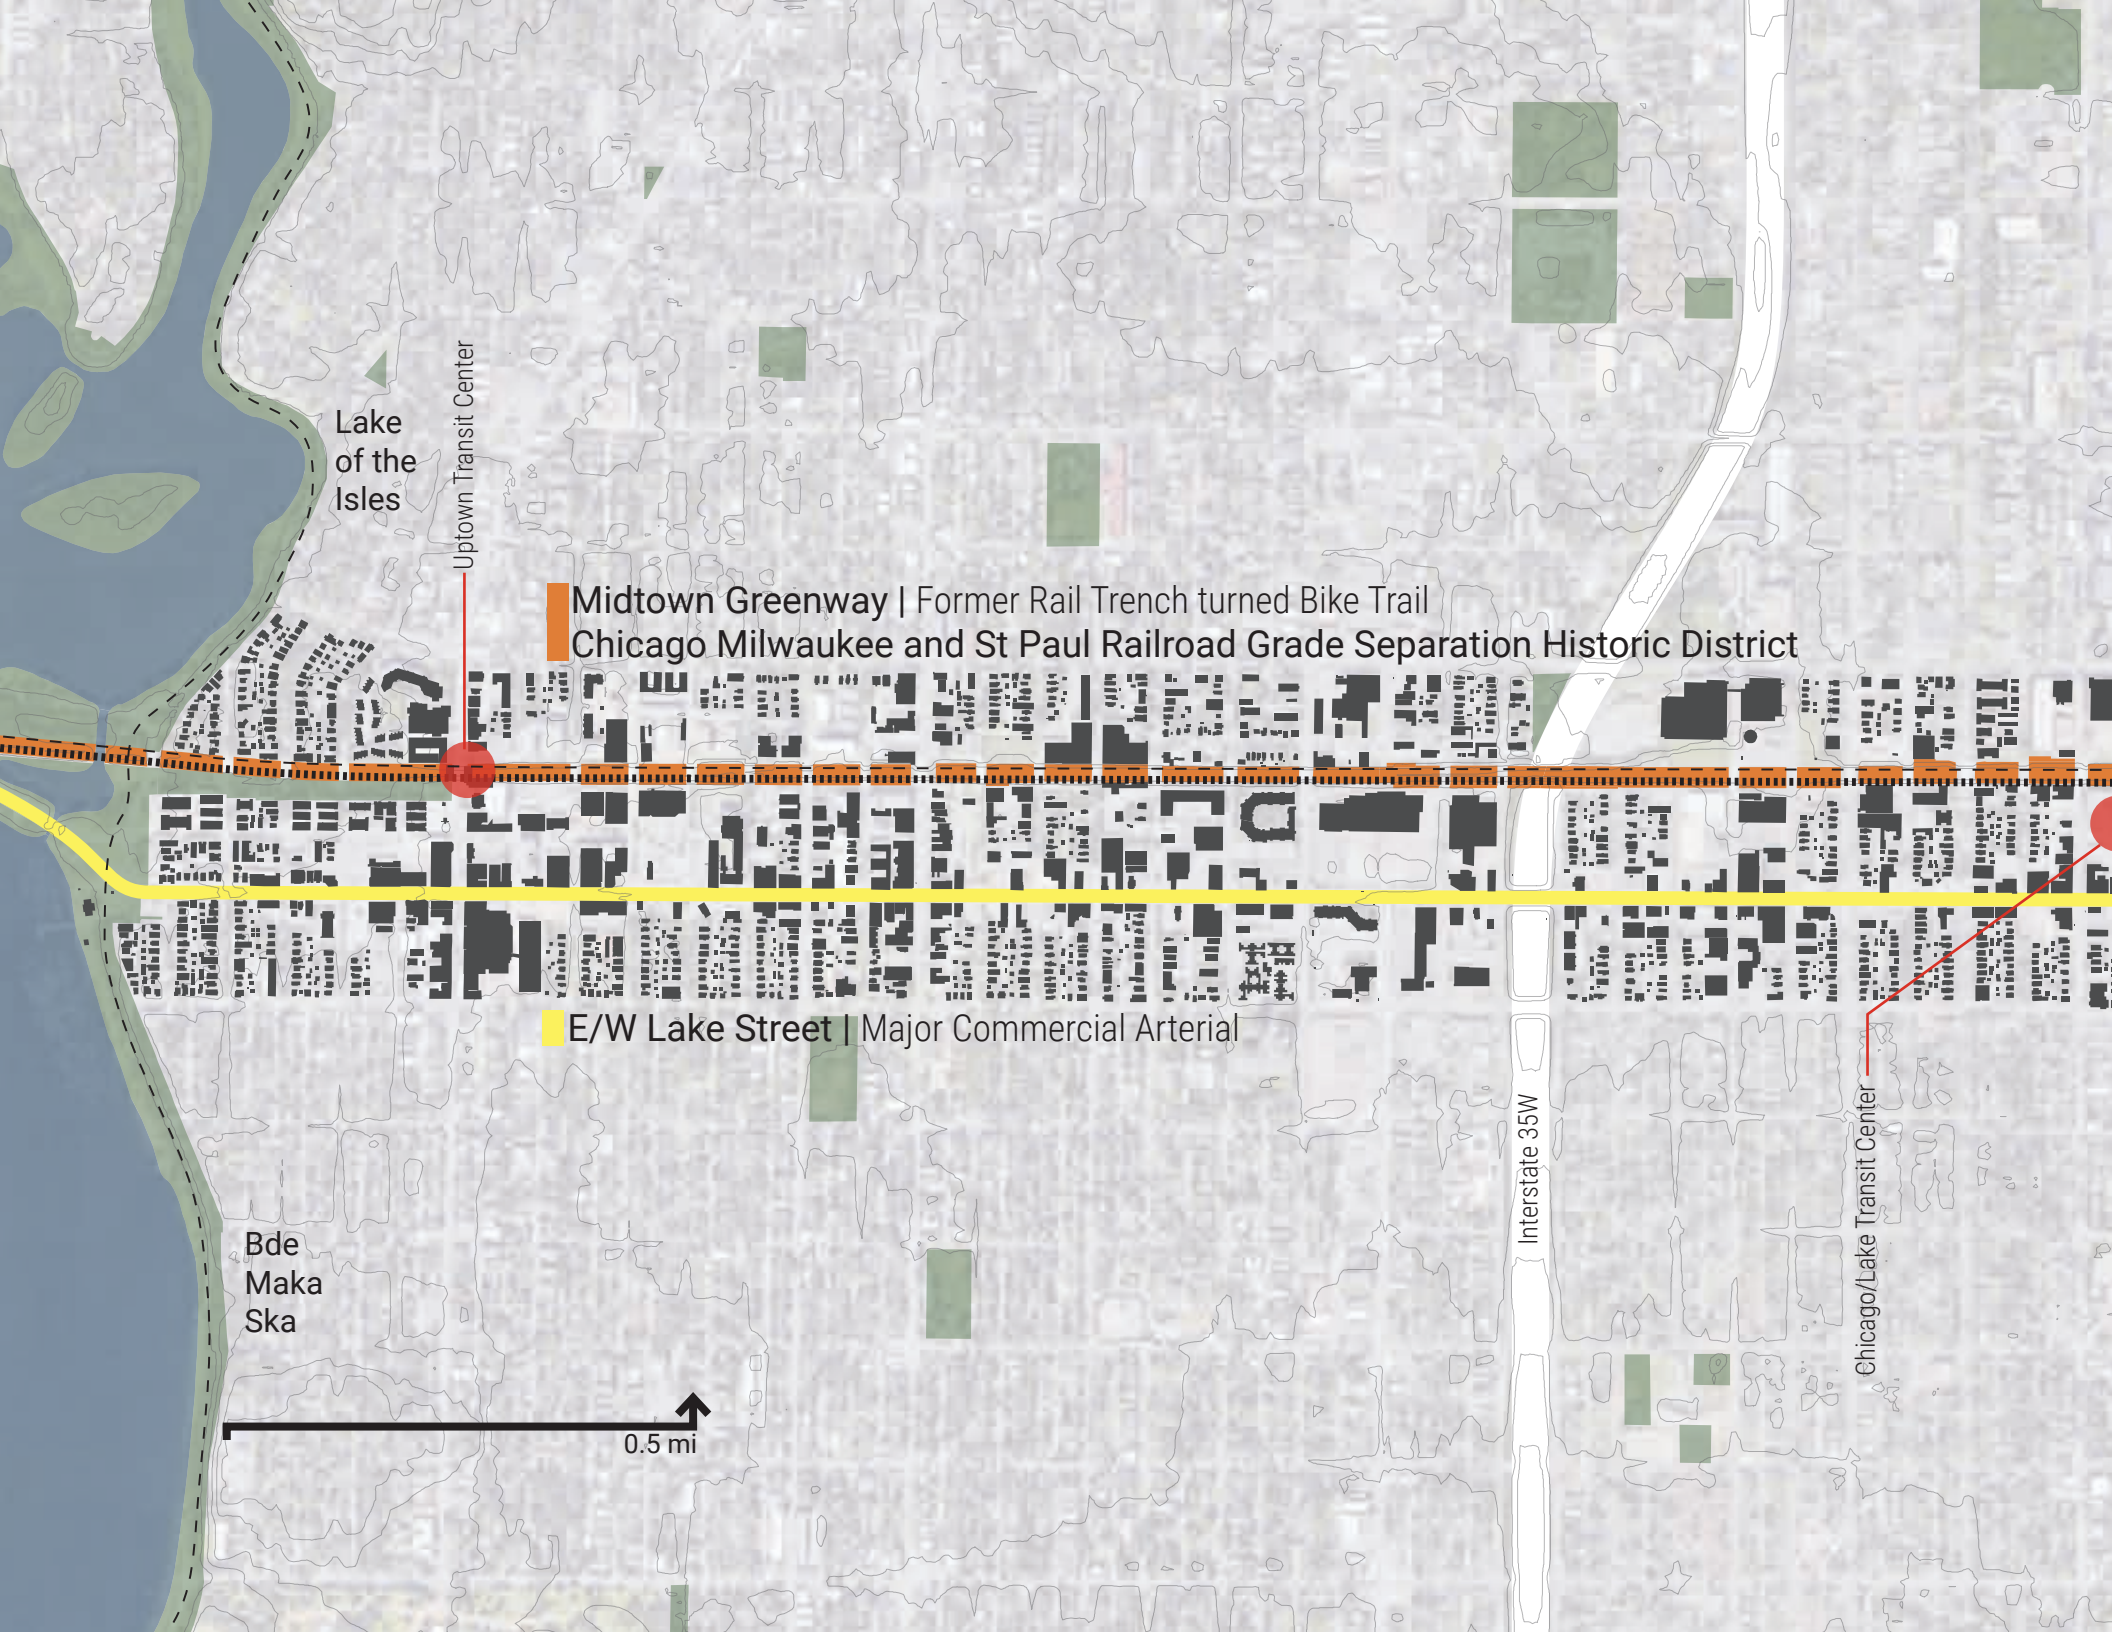 Lake
of the
Isles
Uptown Transit Center
Midtown Greenway | Former Rail Trench turned Bike Trail
Chicago Milwaukee and St Paul Railroad Grade Separation Historic District
E/W Lake Street | Major Commercial Arterial
Interstate 35W
Chicago/Lake Transit Center
Bde
Maka
Ska
0.5 mi